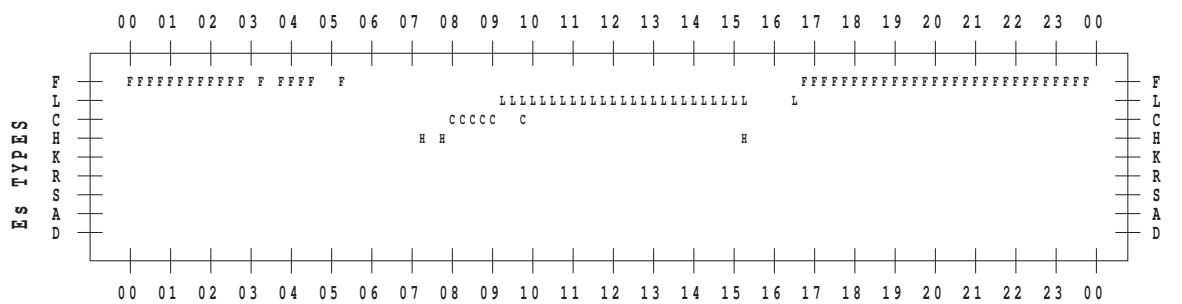 00 01 02 03 04 05 06 07 08 09 10 11 12 13 14 15 16 17 18 19 20 21 22 23 00
Es TYPES
F FFFFFFFFFFFF F FFFF F FFFFFFFFFFFFFFFFFFFFFFFFFFFFF F
L LLLLLLLLLLLLLLLLLLLLLLLLL L L
C CCCCC C C
H H H H H
K K
R R
S S
A A
D D
00 01 02 03 04 05 06 07 08 09 10 11 12 13 14 15 16 17 18 19 20 21 22 23 00